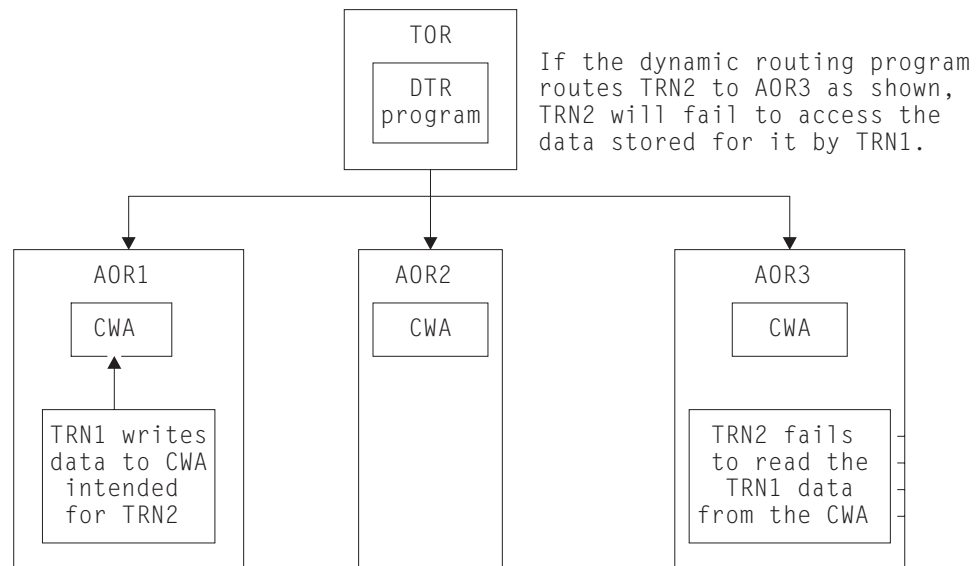 TOR
DTR
program
If the dynamic routing program
routes TRN2 to AOR3 as shown,
TRN2 will fail to access the
data stored for it by TRN1.
AOR1
CWA
TRN1 writes
data to CWA
intended
for TRN2
AOR2
CWA
AOR3
CWA
TRN2 fails
to read the
TRN1 data
from the CWA